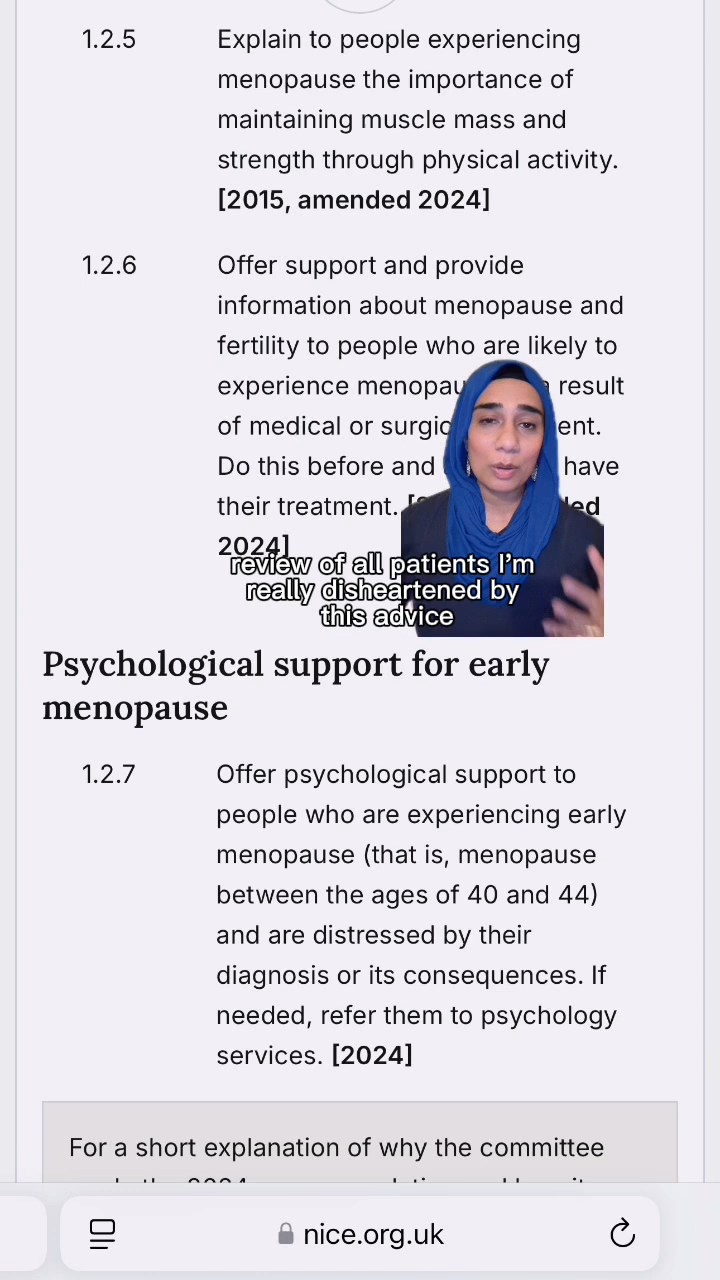 1.2.5 Explain to people experiencing
menopause the importance of
maintaining muscle mass and
strength through physical activity.
[2015, amended 2024]
1.2.6 Offer support and provide
information about menopause and
fertility to people who are likely to
experience result
of medical or
Do this before and have
their treatment.
2024]
review of all patients I'm
really disheartened by
this advice
Psychological support for early
menopause
1.2.7 Offer psychological support to
people who are experiencing early
menopause (that is, menopause
between the ages of 40 and 44)
and are distressed by their
diagnosis or its consequences. If
needed, refer them to psychology
services. [2024]
For a short explanation of why the committee
nice.org.uk